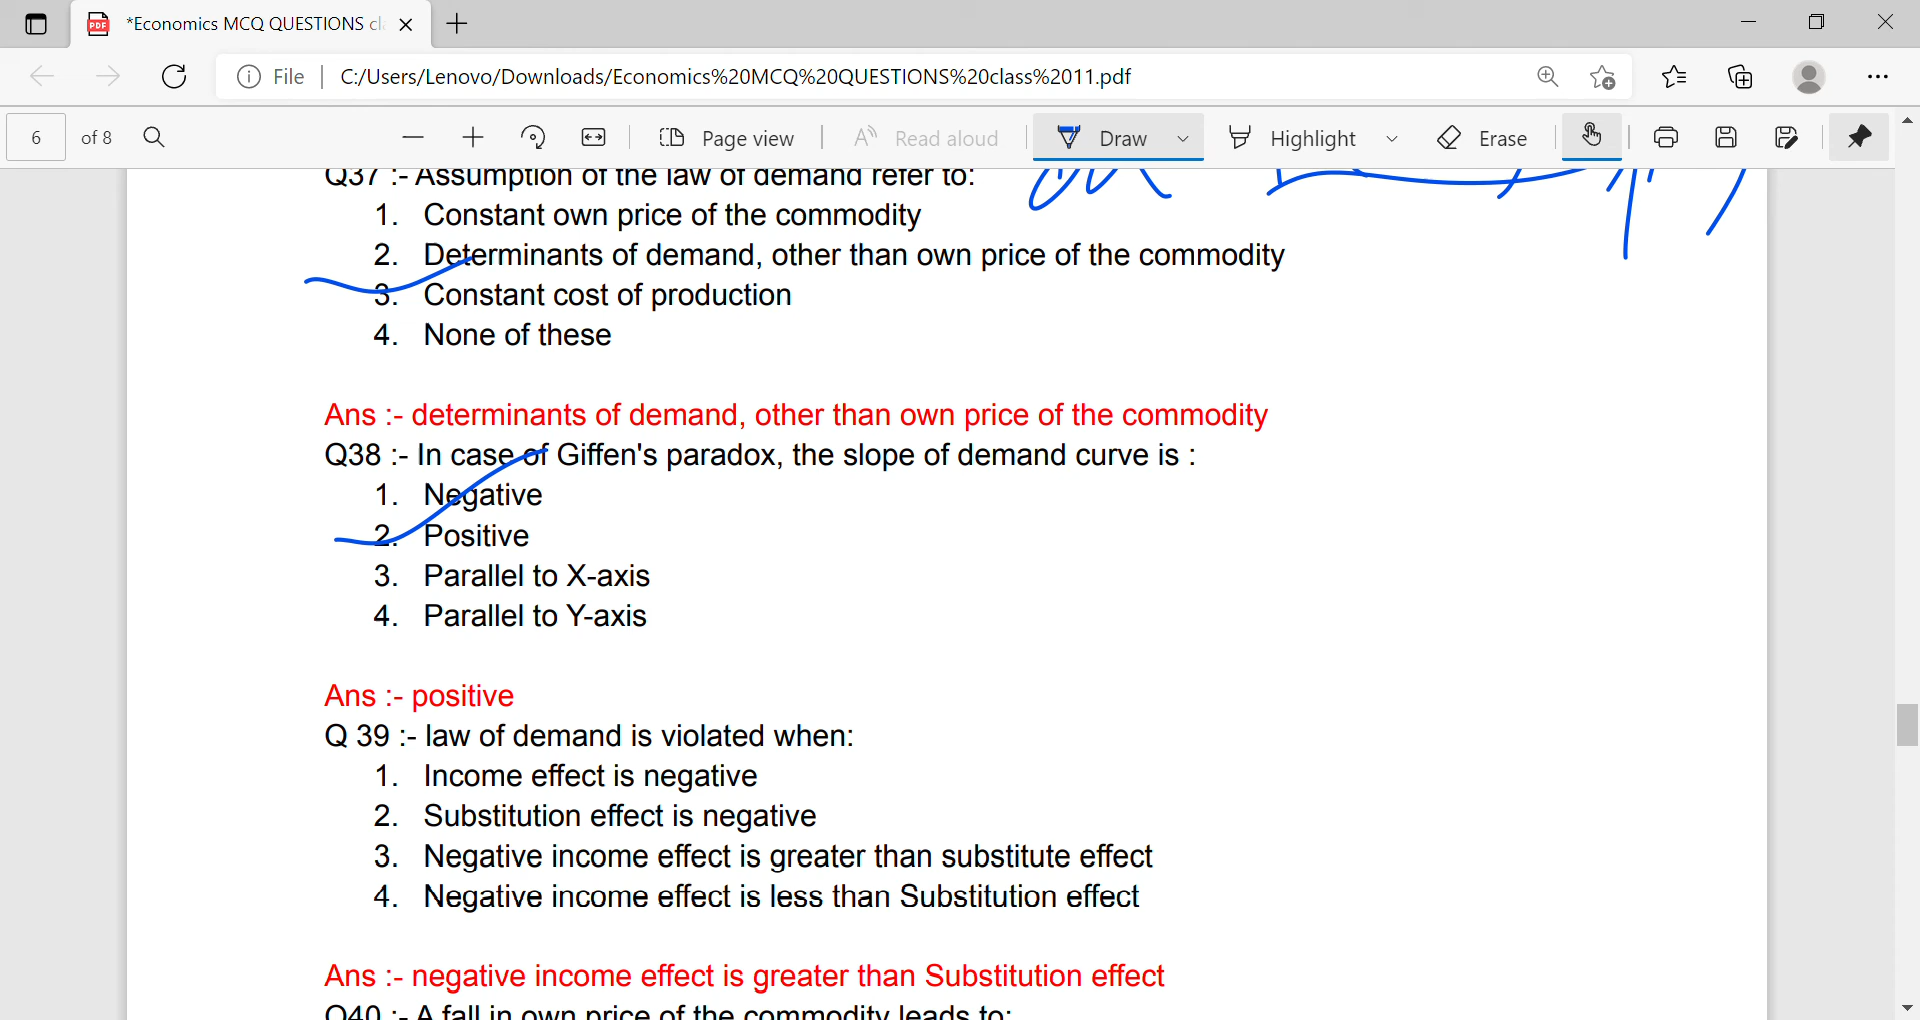 *Economics MCQ QUESTIONS cl
File
C:/Users/Lenovo/Downloads/Economics%20MCQ%20QUESTIONS%20class%2011.pdf
6 of 8
Page view
Read aloud
Draw
Highlight
Erase
Q37 :- Assumption of the law of demand refer to:
1. Constant own price of the commodity
2. Determinants of demand, other than own price of the commodity
3. Constant cost of production
4. None of these
Ans :- determinants of demand, other than own price of the commodity
Q38 :- In case of Giffen's paradox, the slope of demand curve is :
1. Negative
2. Positive
3. Parallel to X-axis
4. Parallel to Y-axis
Ans :- positive
Q 39 :- law of demand is violated when:
1. Income effect is negative
2. Substitution effect is negative
3. Negative income effect is greater than substitute effect
4. Negative income effect is less than Substitution effect
Ans :- negative income effect is greater than Substitution effect
Q40 :- A fall in own price of the commodity leads to: